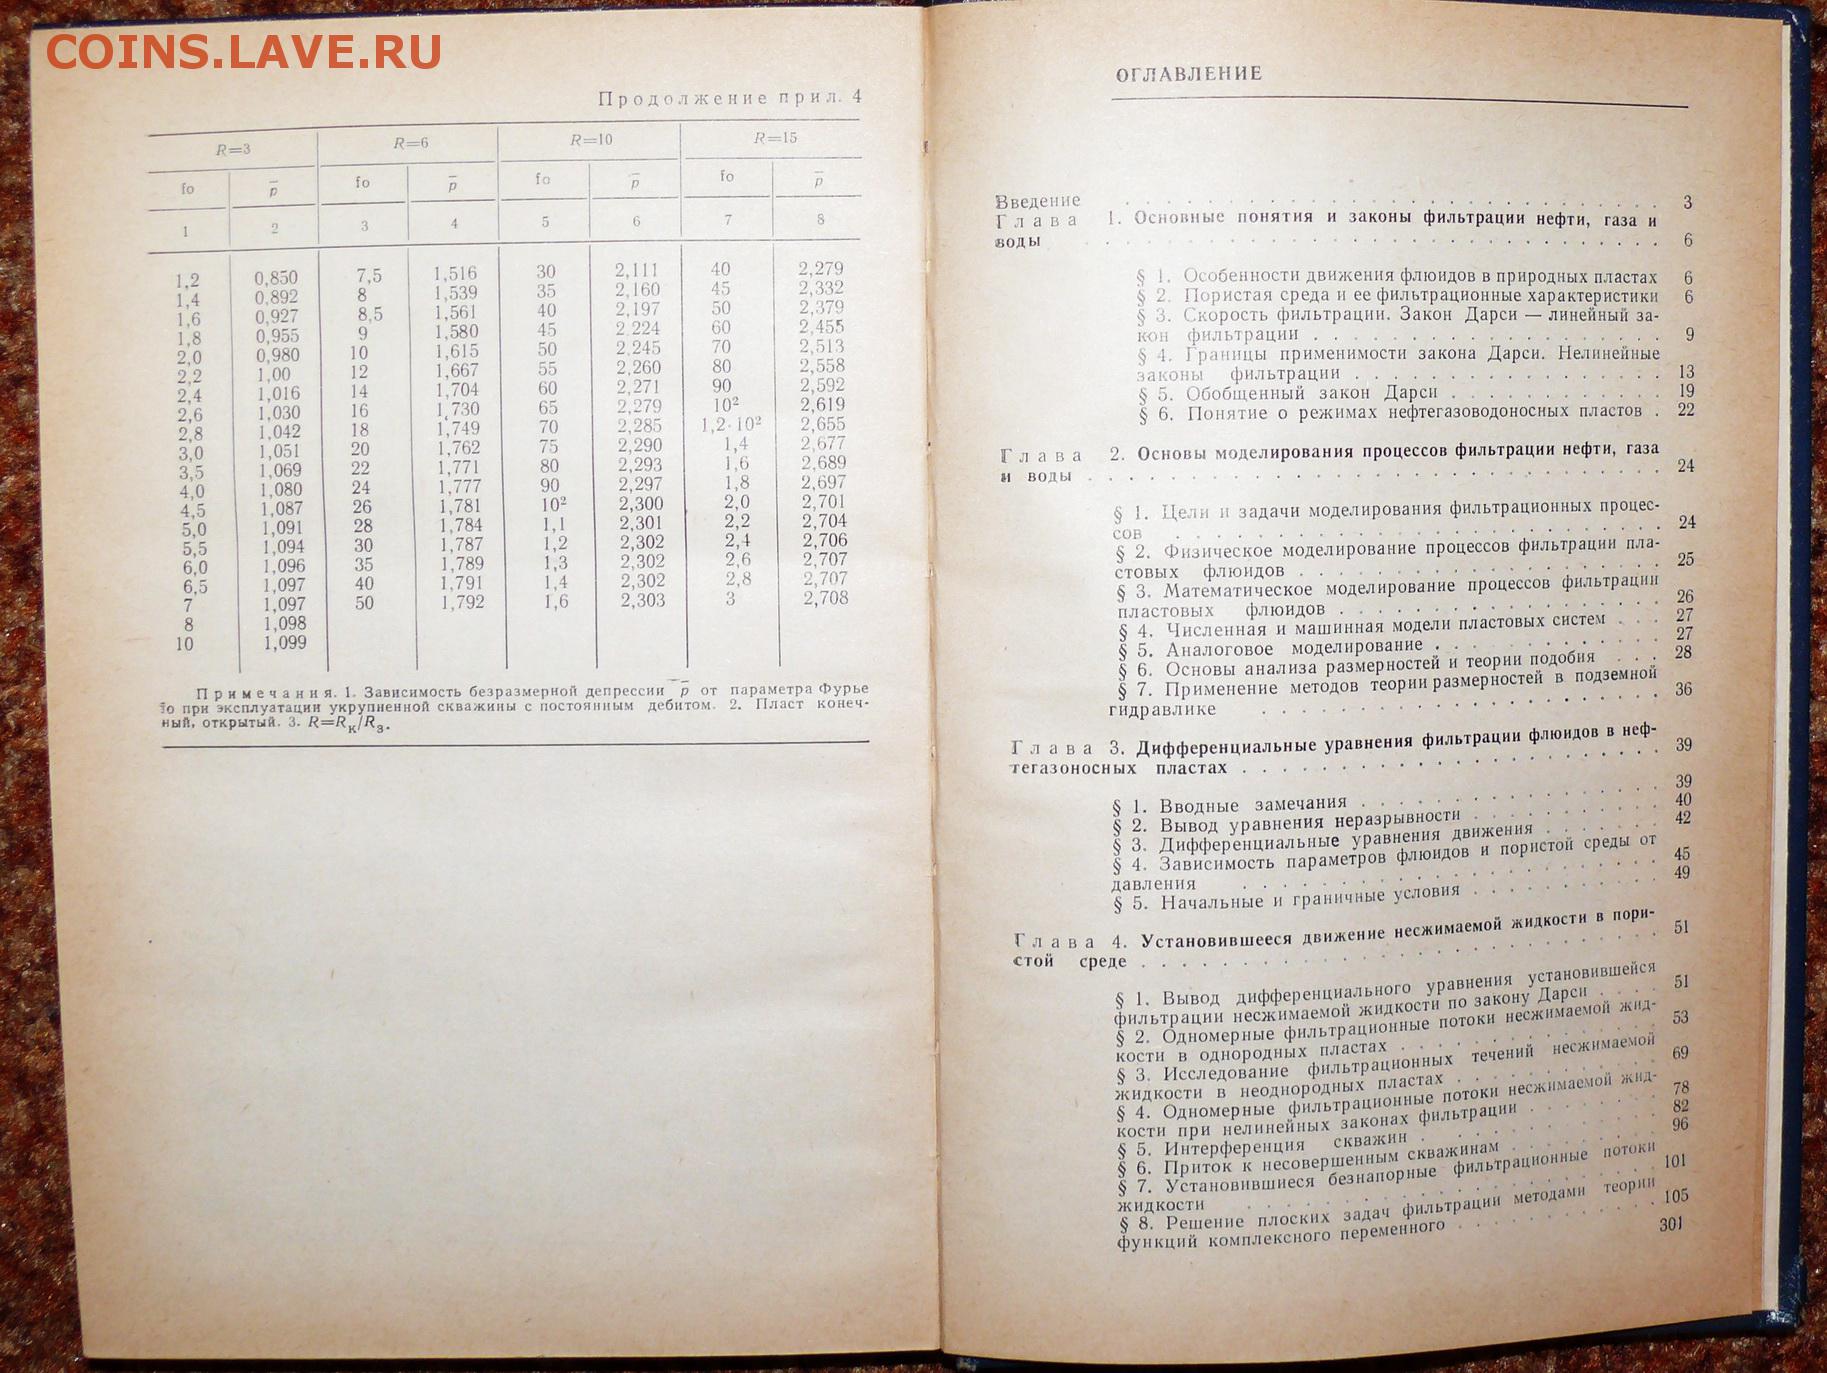 COINS.LAVE.RU
Продолжение прил. 4
R=3 R=6 R=10 R=15
fo p̅ fo p̅ fo p̅ fo p̅
1 2 3 4 5 6 7 8
1,2 0,850 7,5 1,516 30 2,111 40 2,279
1,4 0,892 8 1,539 35 2,160 45 2,332
1,6 0,927 8,5 1,561 40 2,197 50 2,379
1,8 0,955 9 1,580 45 2,224 60 2,455
2,0 0,980 10 1,615 50 2,245 70 2,513
2,2 1,00 12 1,667 55 2,260 80 2,558
2,4 1,016 14 1,704 60 2,271 90 2,592
2,6 1,030 16 1,730 65 2,279 10² 2,619
2,8 1,042 18 1,749 70 2,285 1,2·10² 2,655
3,0 1,051 20 1,762 75 2,290 1,4 2,677
3,5 1,069 22 1,771 80 2,293 1,6 2,689
4,0 1,080 24 1,777 90 2,297 1,8 2,697
4,5 1,087 26 1,781 10² 2,300 2,0 2,701
5,0 1,091 28 1,784 1,1 2,301 2,2 2,704
5,5 1,094 30 1,787 1,2 2,302 2,4 2,706
6,0 1,096 35 1,789 1,3 2,302 2,6 2,707
6,5 1,097 40 1,791 1,4 2,302 2,8 2,707
7 1,097 50 1,792 1,6 2,303 3 2,708
8 1,098
10 1,099
Примечания. 1. Зависимость безразмерной депрессии p̅ от параметра Фурье
fo при эксплуатации укрупненной скважины с постоянным дебитом. 2. Пласт конеч-
ный, открытый. 3. R=Rк/Rз.
ОГЛАВЛЕНИЕ
Введение . . . 3
Глава 1. Основные понятия и законы фильтрации нефти, газа и
воды . . . 6
§ 1. Особенности движения флюидов в природных пластах 6
§ 2. Пористая среда и ее фильтрационные характеристики 6
§ 3. Скорость фильтрации. Закон Дарси — линейный за-
кон фильтрации . . . 9
§ 4. Границы применимости закона Дарси. Нелинейные
законы фильтрации . . . 13
§ 5. Обобщенный закон Дарси . . . 19
§ 6. Понятие о режимах нефтегазоводоносных пластов . 22
Глава 2. Основы моделирования процессов фильтрации нефти, газа
и воды . . . 24
§ 1. Цели и задачи моделирования фильтрационных процес-
сов . . . 24
§ 2. Физическое моделирование процессов фильтрации пла-
стовых флюидов . . . 25
§ 3. Математическое моделирование процессов фильтрации
пластовых флюидов . . . 26
§ 4. Численная и машинная модели пластовых систем . . . 27
§ 5. Аналоговое моделирование . . . 27
§ 6. Основы анализа размерностей и теории подобия . . . 28
§ 7. Применение методов теории размерностей в подземной
гидравлике . . . 36
Глава 3. Дифференциальные уравнения фильтрации флюидов в неф-
тегазоносных пластах . . . 39
§ 1. Вводные замечания . . . 39
§ 2. Вывод уравнения неразрывности . . . 40
§ 3. Дифференциальные уравнения движения . . . 42
§ 4. Зависимость параметров флюидов и пористой среды от
давления . . . 45
§ 5. Начальные и граничные условия . . . 49
Глава 4. Установившееся движение несжимаемой жидкости в пори-
стой среде . . . 51
§ 1. Вывод дифференциального уравнения установившейся
фильтрации несжимаемой жидкости по закону Дарси . . . 51
§ 2. Одномерные фильтрационные потоки несжимаемой жид-
кости в однородных пластах . . . 53
§ 3. Исследование фильтрационных течений несжимаемой
жидкости в неоднородных пластах . . . 69
§ 4. Одномерные фильтрационные потоки несжимаемой жид-
кости при нелинейных законах фильтрации . . . 78
§ 5. Интерференция скважин . . . 82
§ 6. Приток к несовершенным скважинам . . . 96
§ 7. Установившиеся безнапорные фильтрационные потоки
жидкости . . . 101
§ 8. Решение плоских задач фильтрации методами теории
функций комплексного переменного . . . 105
301